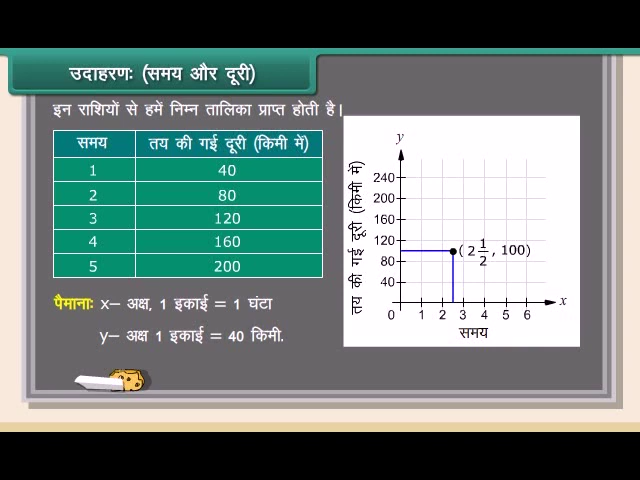 उदाहरणः (समय और दूरी)
इन राशियों से हमें निम्न तालिका प्राप्त होती है।
समय तय की गई दूरी (किमी में)
1 40
2 80
3 120
4 160
5 200
पैमानाः x– अक्ष, 1 इकाई = 1 घंटा
y– अक्ष 1 इकाई = 40 किमी.
y
तय की गई दूरी (किमी में)
240
200
160
120
80
40
(2 1/2, 100)
0 1 2 3 4 5 6 x
समय